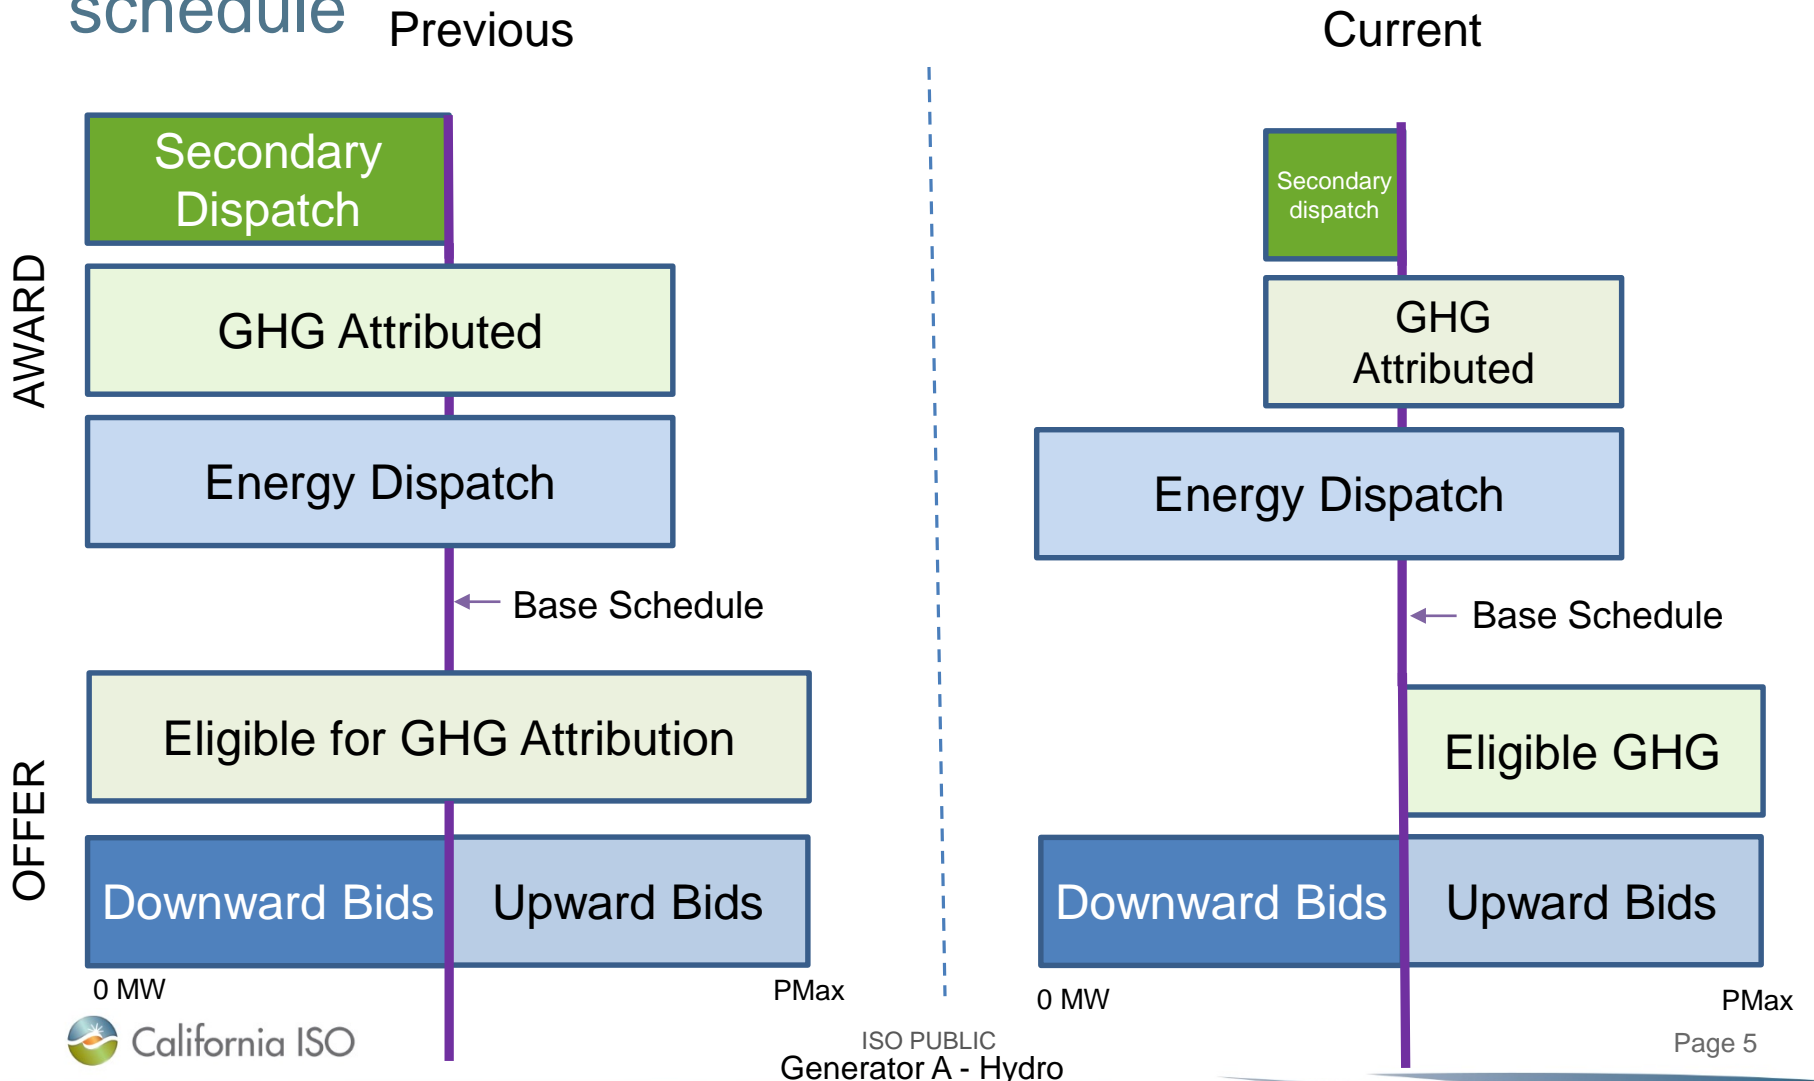 schedule
Previous
Current
Secondary
Dispatch
GHG Attributed
Energy Dispatch
Base Schedule
Eligible for GHG Attribution
Downward Bids
Upward Bids
0 MW
PMax
AWARD
OFFER
Secondary
dispatch
GHG
Attributed
Energy Dispatch
Base Schedule
Eligible GHG
Downward Bids
Upward Bids
0 MW
PMax
California ISO
ISO PUBLIC
Generator A - Hydro
Page 5